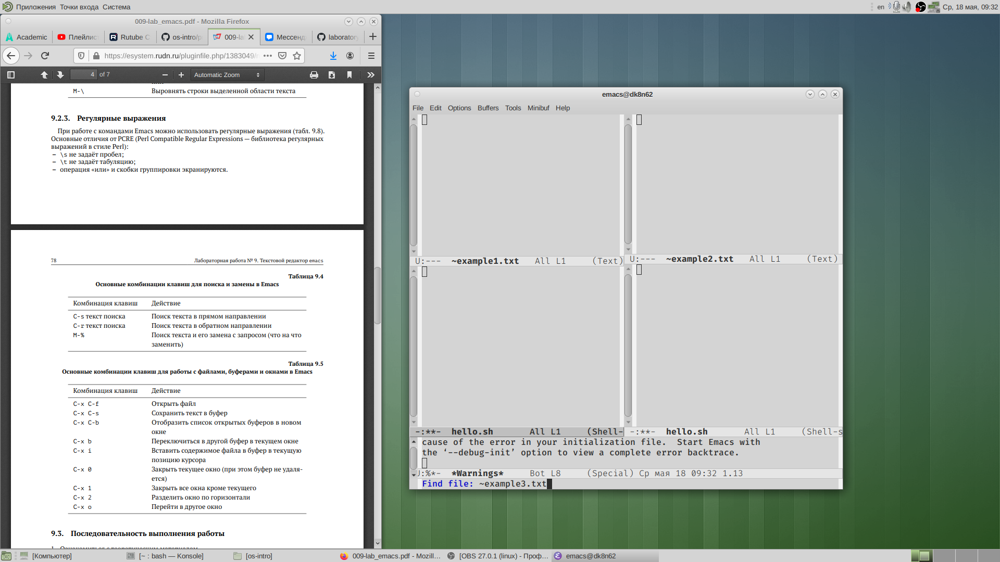 Приложения Точки входа Система
en Ср, 18 мая, 09:32
009-lab_emacs.pdf - Mozilla Firefox
Academic Плейлис Rutube C os-intro/p 009-la Мессенд laboratory
https://esystem.rudn.ru/pluginfile.php/1383049/
4 of 7 Automatic Zoom
M-\ Выровнять строки выделенной области текста
9.2.3. Регулярные выражения
При работе с командами Emacs можно использовать регулярные выражения (табл. 9.8).
Основные отличия от PCRE (Perl Compatible Regular Expressions — библиотека регулярных
выражений в стиле Perl):
– \s не задаёт пробел;
– \t не задаёт табуляцию;
– операция «или» и скобки группировки экранируются.
78 Лабораторная работа № 9. Текстовой редактор emacs
Таблица 9.4
Основные комбинации клавиш для поиска и замены в Emacs
Комбинация клавиш Действие
C-s текст поиска Поиск текста в прямом направлении
C-r текст поиска Поиск текста в обратном направлении
M-% Поиск текста и его замена с запросом (что на что
заменить)
Таблица 9.5
Основные комбинации клавиш для работы с файлами, буферами и окнами в Emacs
Комбинация клавиш Действие
C-x C-f Открыть файл
C-x C-s Сохранить текст в буфер
C-x C-b Отобразить список открытых буферов в новом
окне
C-x b Переключиться в другой буфер в текущем окне
C-x i Вставить содержимое файла в буфер в текущую
позицию курсора
C-x 0 Закрыть текущее окно (при этом буфер не удаля-
ется)
C-x 1 Закрыть все окна кроме текущего
C-x 2 Разделить окно по горизонтали
C-x o Перейти в другое окно
9.3. Последовательность выполнения работы
emacs@dk8n62
File Edit Options Buffers Tools Minibuf Help
U:--- ~example1.txt All L1 (Text)
U:--- ~example2.txt All L1 (Text)
-:**- hello.sh All L1 (Shell-
-:**- hello.sh All L1 (Shell-s
cause of the error in your initialization file. Start Emacs with
the ‘--debug-init’ option to view a complete error backtrace.
U:%*- *Warnings* Bot L8 (Special) Ср мая 18 09:32 1.13
Find file: ~example3.txt
[Компьютер] [~ : bash — Konsole] [os-intro] 009-lab_emacs.pdf - Mozill... [OBS 27.0.1 (linux) - Проф... emacs@dk8n62